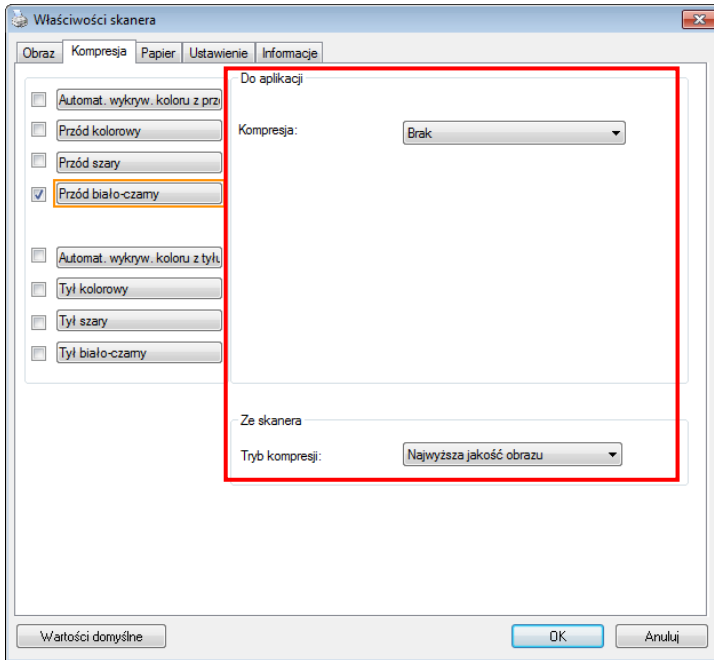 Właściwości skanera
Obraz Kompresja Papier Ustawienie Informacje
Automat. wykryw. koloru z prz
Przód kolorowy
Przód szary
Przód biało-czarny
Automat. wykryw. koloru z tyłu
Tył kolorowy
Tył szary
Tył biało-czarny
Do aplikacji
Kompresja: Brak
Ze skanera
Tryb kompresji: Najwyższa jakość obrazu
Wartości domyślne OK Anuluj